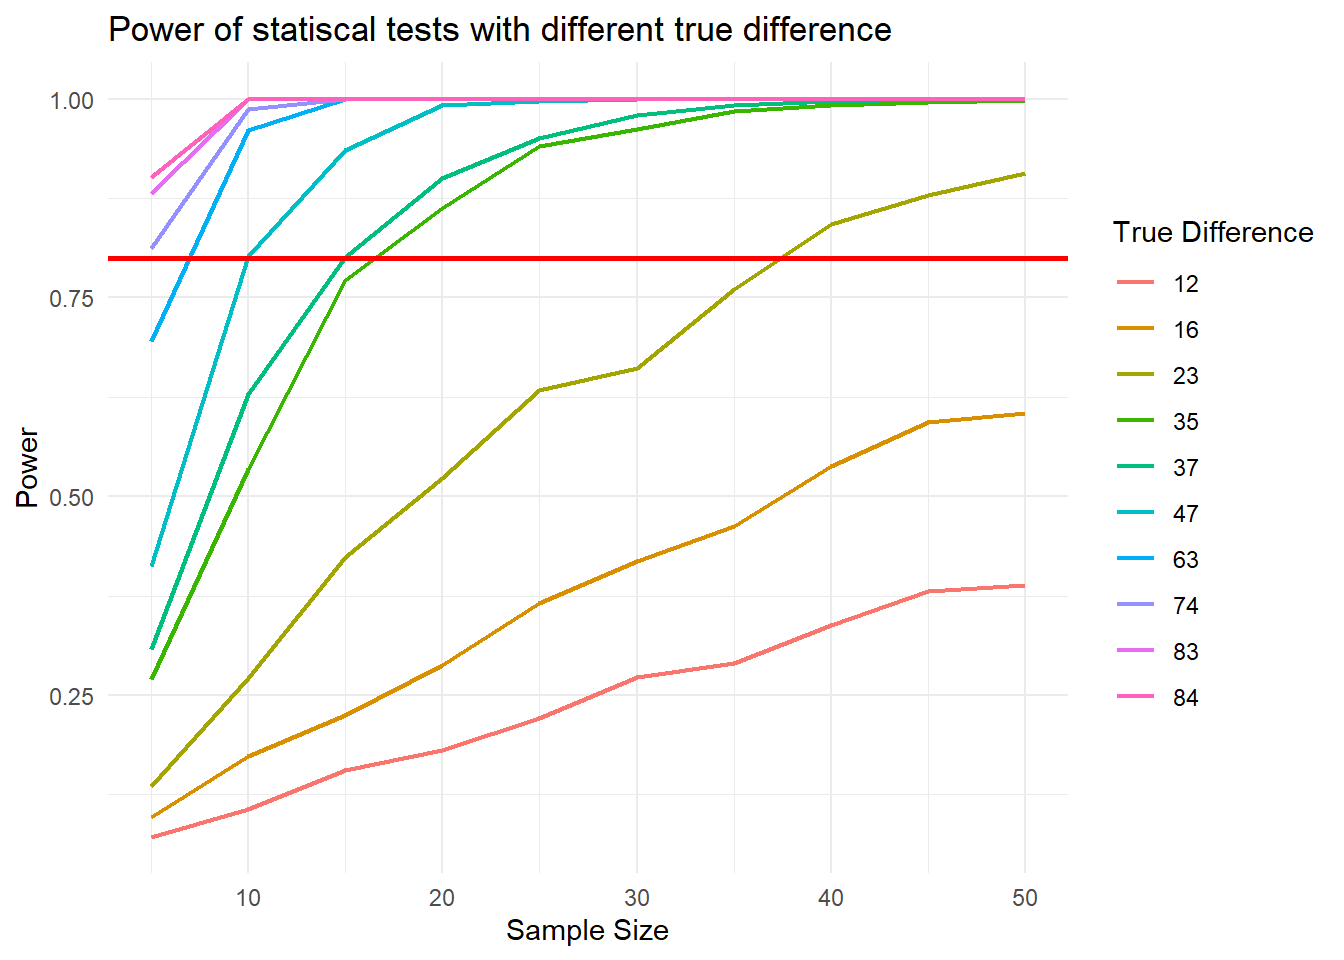 Power of statiscal tests with different true difference
1.00
0.75
0.50
0.25
Power
10 20 30 40 50
Sample Size
True Difference
12
16
23
35
37
47
63
74
83
84